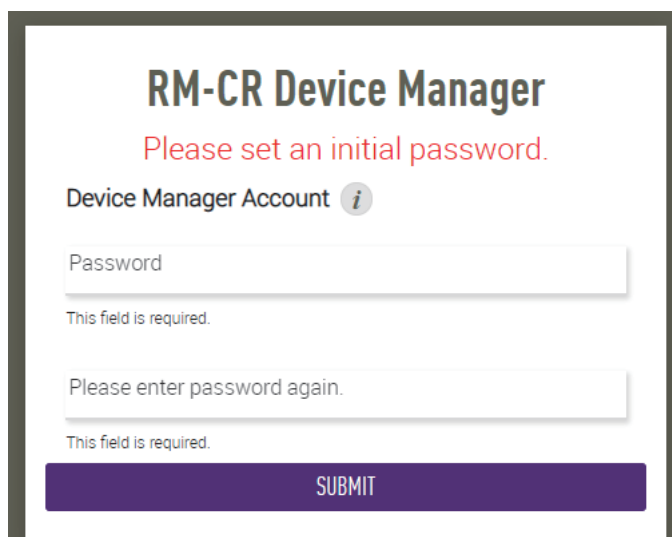 RM-CR Device Manager
Please set an initial password.
Device Manager Account i
Password
This field is required.
Please enter password again.
This field is required.
SUBMIT